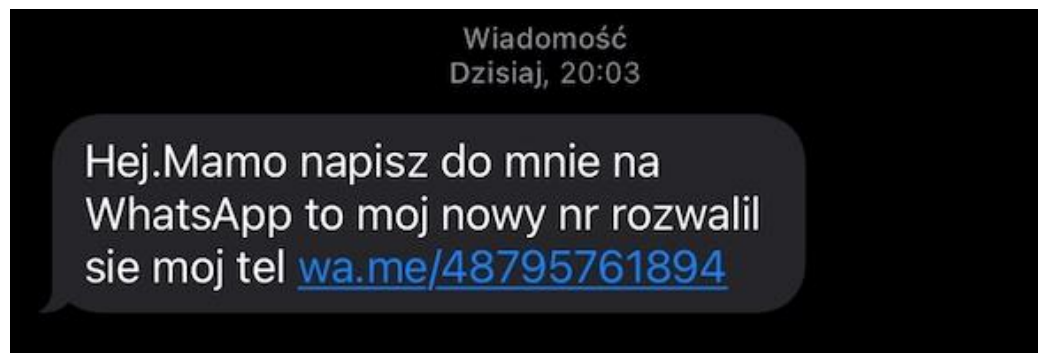 Wiadomość
Dzisiaj, 20:03
Hej.Mamo napisz do mnie na
WhatsApp to moj nowy nr rozwalil
sie moj tel wa.me/48795761894